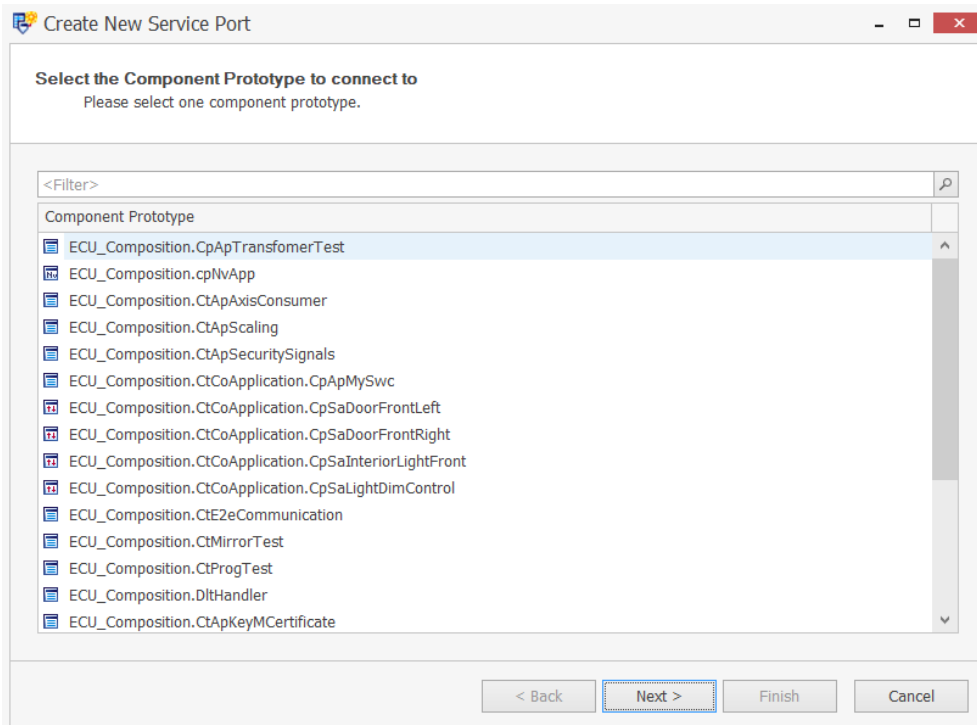 Create New Service Port
Select the Component Prototype to connect to
Please select one component prototype.
<Filter>
Component Prototype
ECU_Composition.CpApTransfomerTest
ECU_Composition.cpNvApp
ECU_Composition.CtApAxisConsumer
ECU_Composition.CtApScaling
ECU_Composition.CtApSecuritySignals
ECU_Composition.CtCoApplication.CpApMySwc
ECU_Composition.CtCoApplication.CpSaDoorFrontLeft
ECU_Composition.CtCoApplication.CpSaDoorFrontRight
ECU_Composition.CtCoApplication.CpSaInteriorLightFront
ECU_Composition.CtCoApplication.CpSaLightDimControl
ECU_Composition.CtE2eCommunication
ECU_Composition.CtMirrorTest
ECU_Composition.CtProgTest
ECU_Composition.DltHandler
ECU_Composition.CtApKeyMCertificate
< Back Next > Finish Cancel